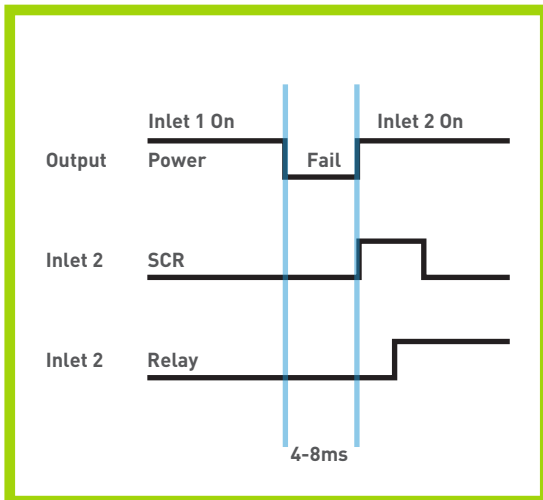 Inlet 1 On Inlet 2 On
Output Power Fail
Inlet 2 SCR
Inlet 2 Relay
4-8ms